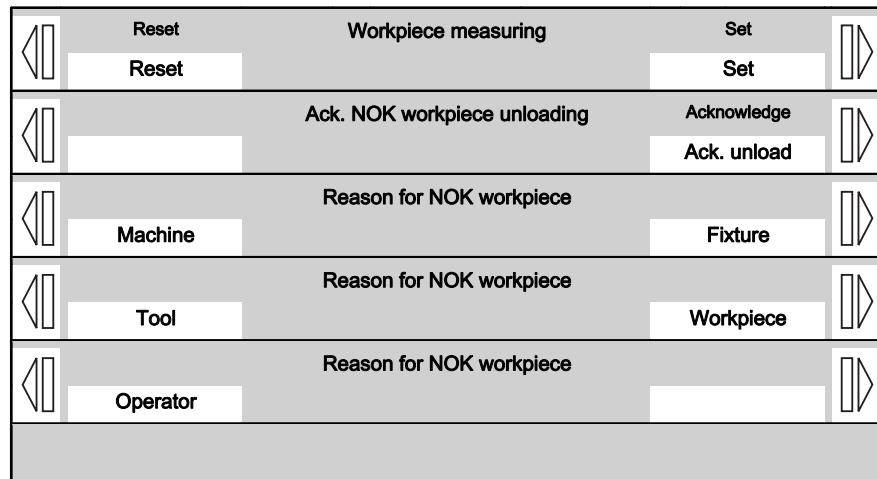 Reset Workpiece measuring Set
Reset Set
Ack. NOK workpiece unloading Acknowledge
Ack. unload
Reason for NOK workpiece
Machine Fixture
Reason for NOK workpiece
Tool Workpiece
Reason for NOK workpiece
Operator